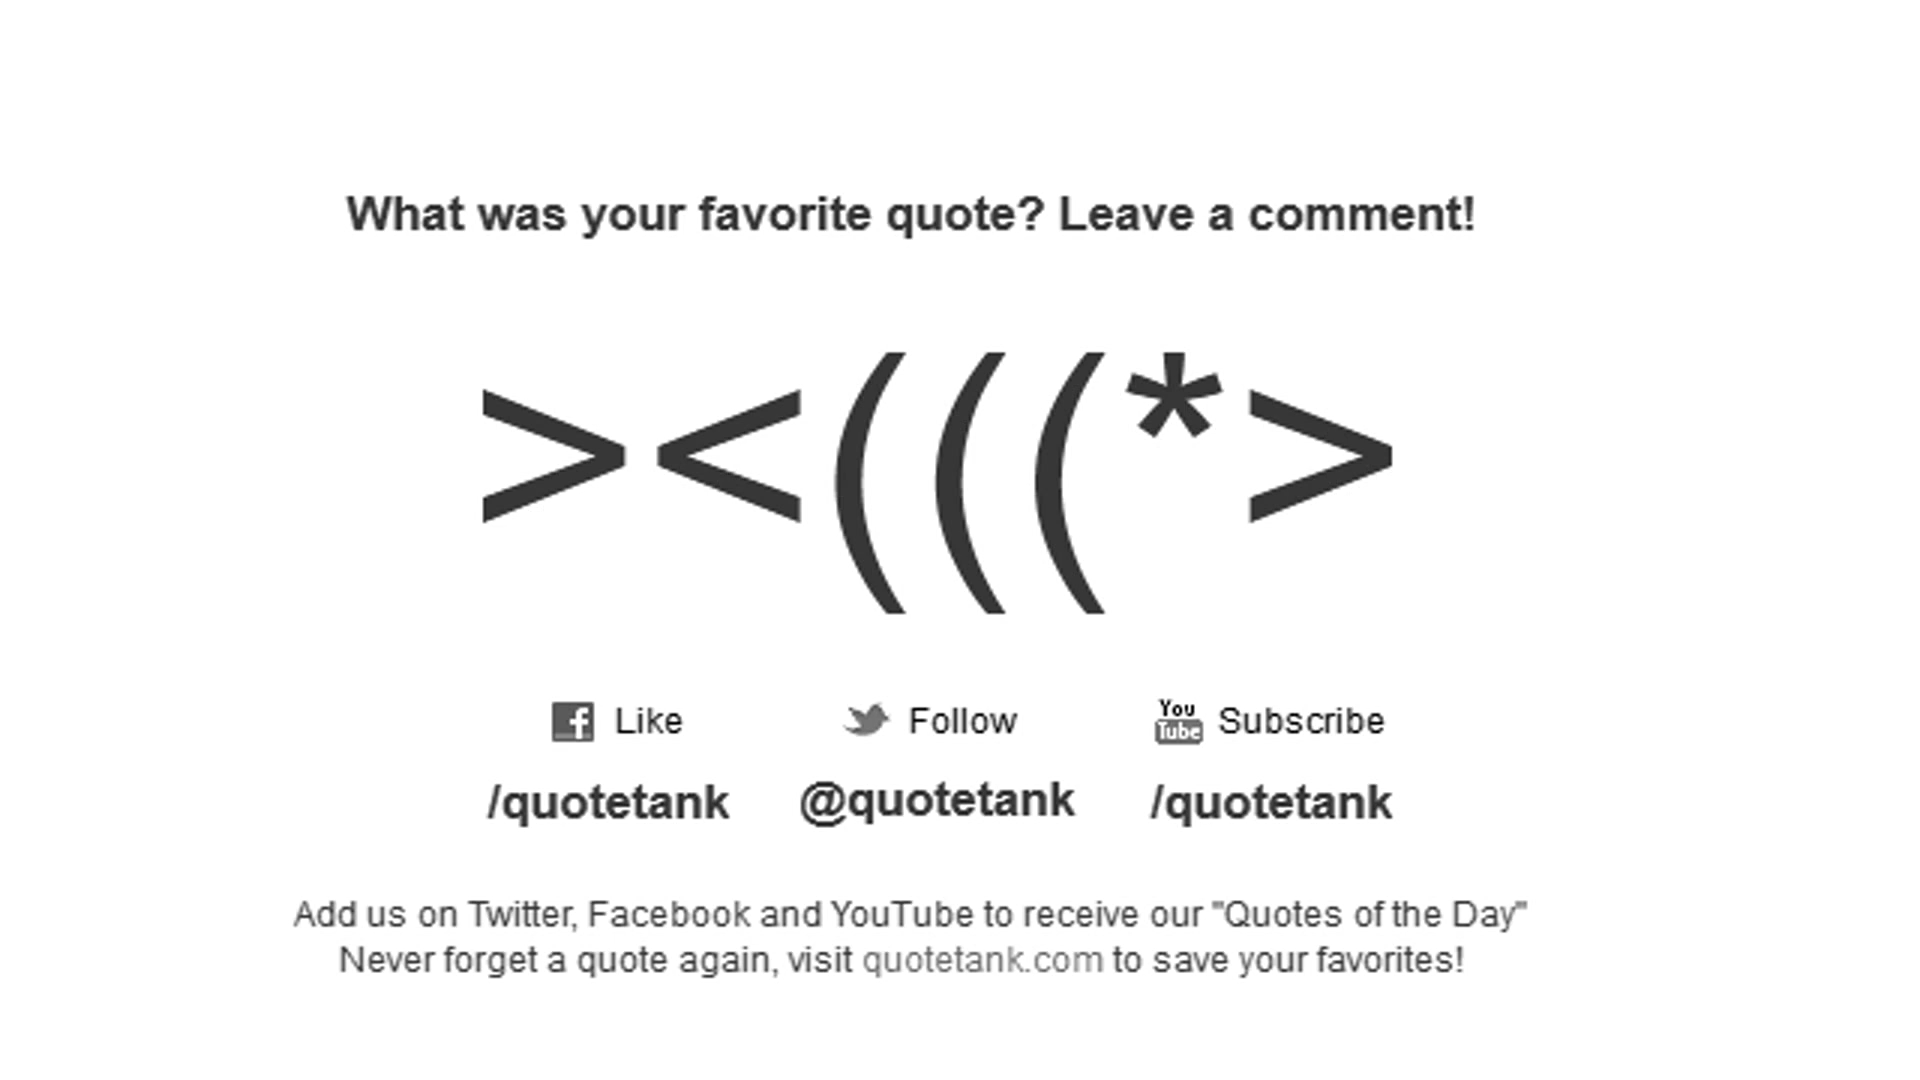 What was your favorite quote? Leave a comment!
><(((*>
f Like Follow You Tube Subscribe
/quotetank @quotetank /quotetank
Add us on Twitter, Facebook and YouTube to receive our "Quotes of the Day"
Never forget a quote again, visit quotetank.com to save your favorites!